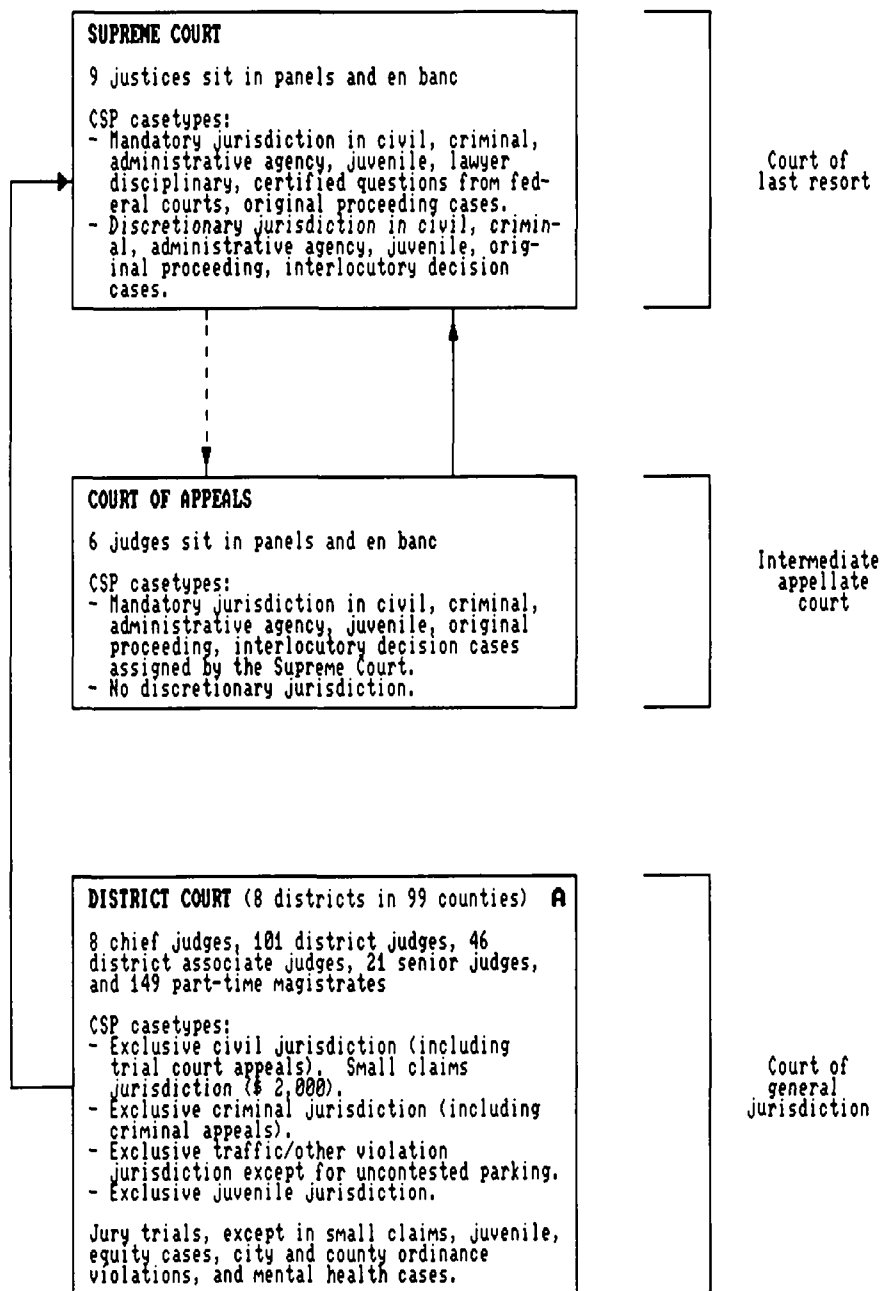 SUPREME COURT
9 justices sit in panels and en banc
CSP casetypes:
- Mandatory jurisdiction in civil, criminal,
administrative agency, juvenile, lawyer
disciplinary, certified questions from fed-
eral courts, original proceeding cases.
- Discretionary jurisdiction in civil, crimin-
al, administrative agency, juvenile, orig-
inal proceeding, interlocutory decision
cases.
Court of
last resort
COURT OF APPEALS
6 judges sit in panels and en banc
CSP casetypes:
- Mandatory jurisdiction in civil, criminal,
administrative agency, juvenile, original
proceeding, interlocutory decision cases
assigned by the Supreme Court.
- No discretionary jurisdiction.
Intermediate
appellate
court
DISTRICT COURT (8 districts in 99 counties) A
8 chief judges, 101 district judges, 46
district associate judges, 21 senior judges,
and 149 part-time magistrates
CSP casetypes:
- Exclusive civil jurisdiction (including
trial court appeals). Small claims
jurisdiction ($ 2,000).
- Exclusive criminal jurisdiction (including
criminal appeals).
- Exclusive traffic/other violation
jurisdiction except for uncontested parking.
- Exclusive juvenile jurisdiction.
Jury trials, except in small claims, juvenile,
equity cases, city and county ordinance
violations, and mental health cases.
Court of
general
jurisdiction